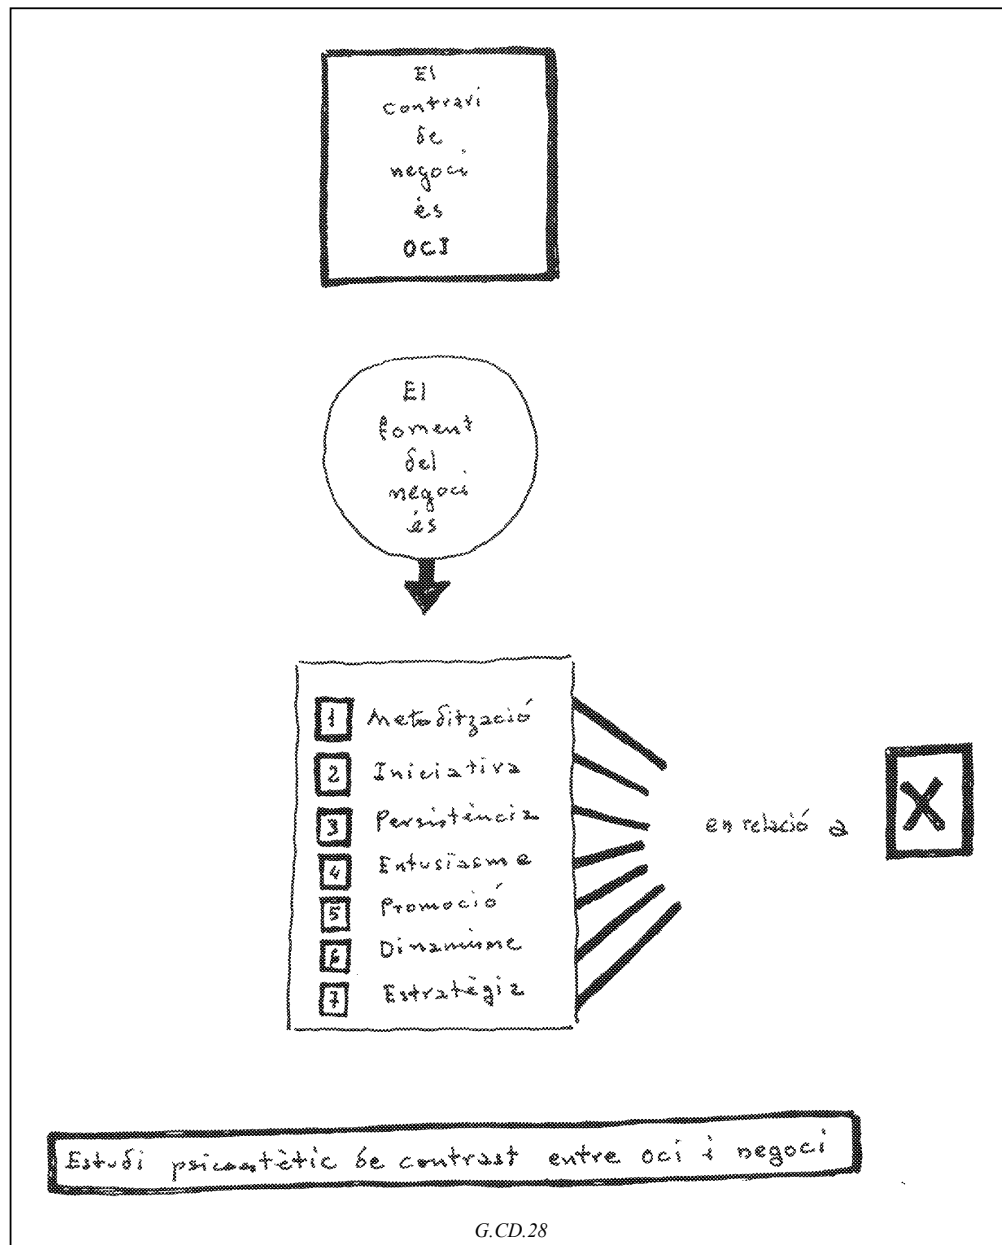 El
contrari
de
negoci
és
OCI
El
foment
del
negoci
és
1 Metodització
2 Iniciativa
3 Persistència
4 Entusiasme
5 Promoció
6 Dinamisme
7 Estratègia
en relació a
X
Estudi psicoestètic de contrast entre oci i negoci
G.CD.28